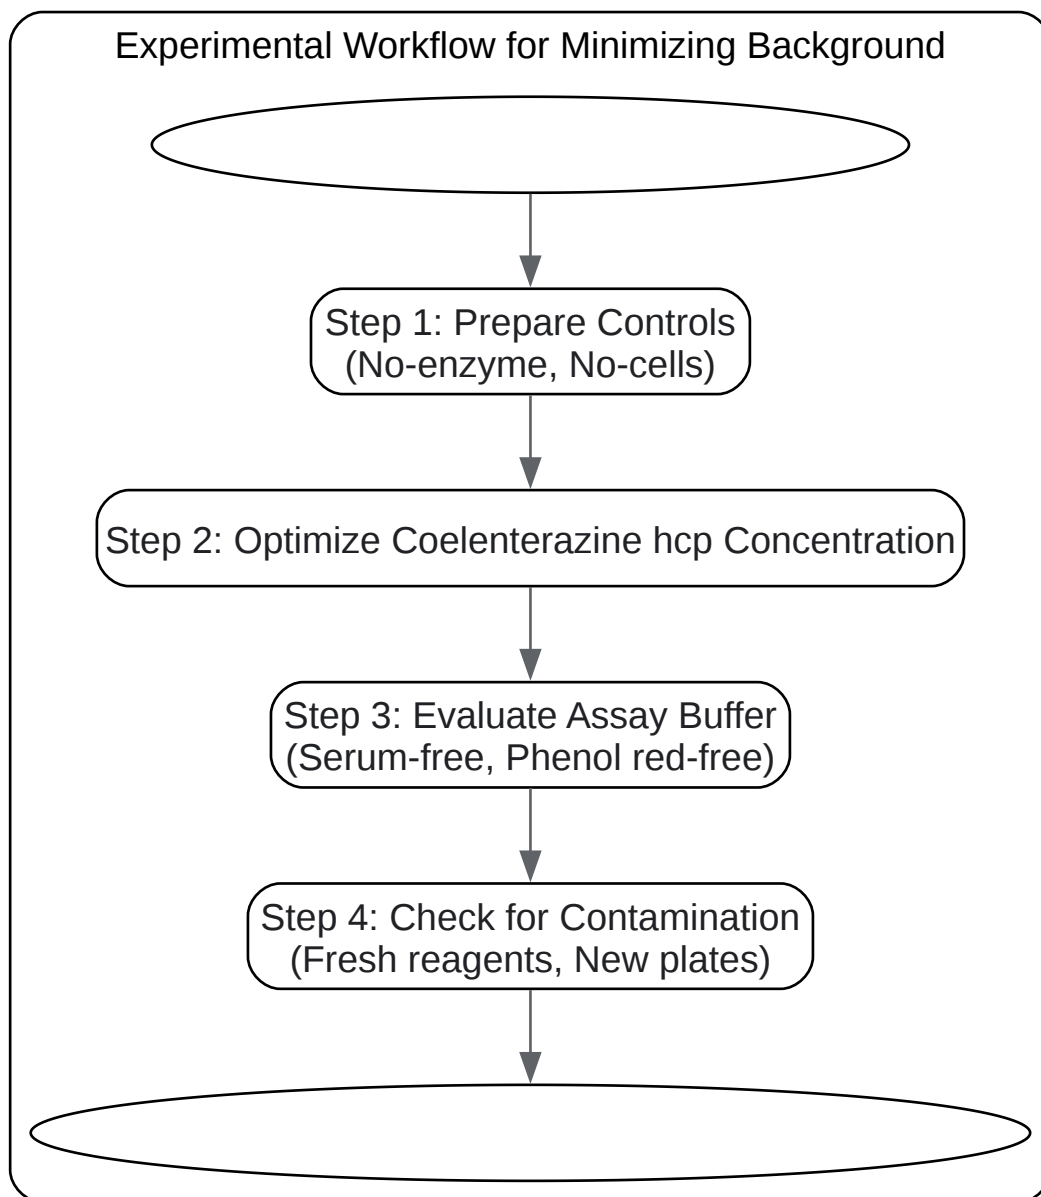 Experimental Workflow for Minimizing Background
Step 1: Prepare Controls
(No-enzyme, No-cells)
Step 2: Optimize Coelenterazine hcp Concentration
Step 3: Evaluate Assay Buffer
(Serum-free, Phenol red-free)
Step 4: Check for Contamination
(Fresh reagents, New plates)